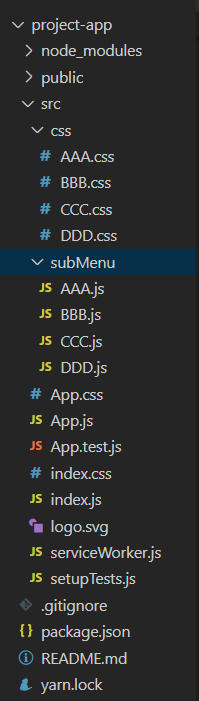 project-app
node_modules
public
src
css
AAA.css
BBB.css
CCC.css
DDD.css
subMenu
AAA.js
BBB.js
CCC.js
DDD.js
App.css
App.js
App.test.js
index.css
index.js
logo.svg
serviceWorker.js
setupTests.js
.gitignore
package.json
README.md
yarn.lock